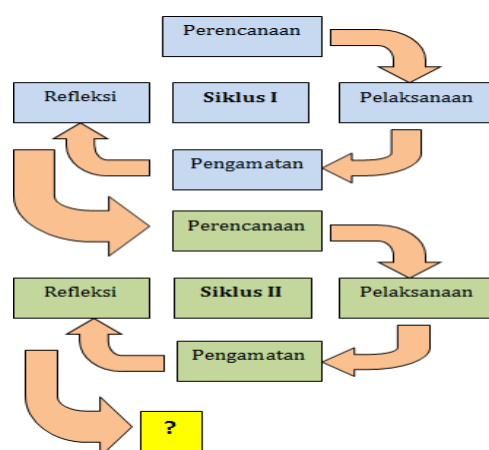 Perencanaan
Refleksi
Siklus I
Pelaksanaan
Pengamatan
Perencanaan
Refleksi
Siklus II
Pelaksanaan
Pengamatan
?